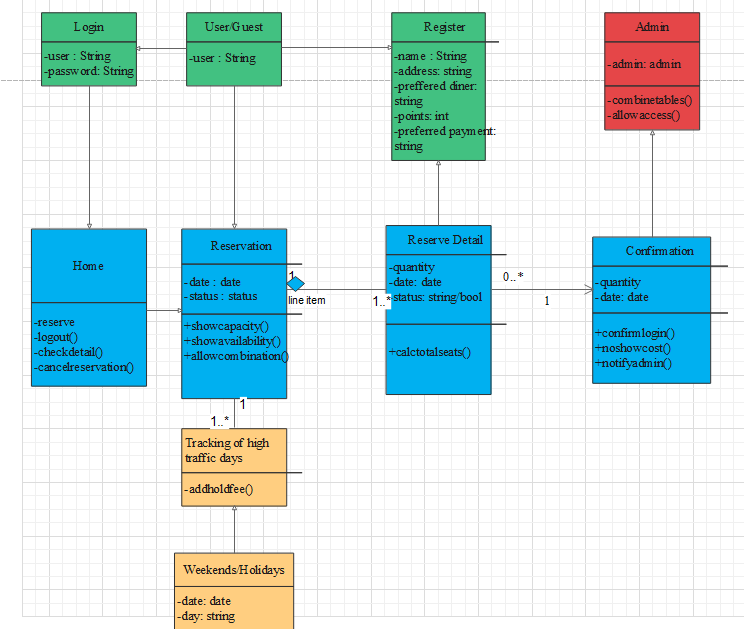 Login
-user : String
-password: String
User/Guest
-user : String
Register
-name : String
-address: string
-preffered diner:
string
-points: int
-preferred payment:
string
Admin
-admin: admin
-combinetables()
-allowaccess()
Home
-reserve
-logout()
-checkdetail()
-cancelreservation()
Reservation
-date : date
-status : status
+showcapacity()
+showavailability()
+allowcombination()
1
line item
1..*
Reserve Detail
-quantity
-date: date
-status: string/bool
+calctotalseats()
0..*
1
Confirmation
-quantity
-date: date
+confirmlogin()
+noshowcost()
+notifyadmin()
1
1..*
Tracking of high
traffic days
-addholdfee()
Weekends/Holidays
-date: date
-day: string